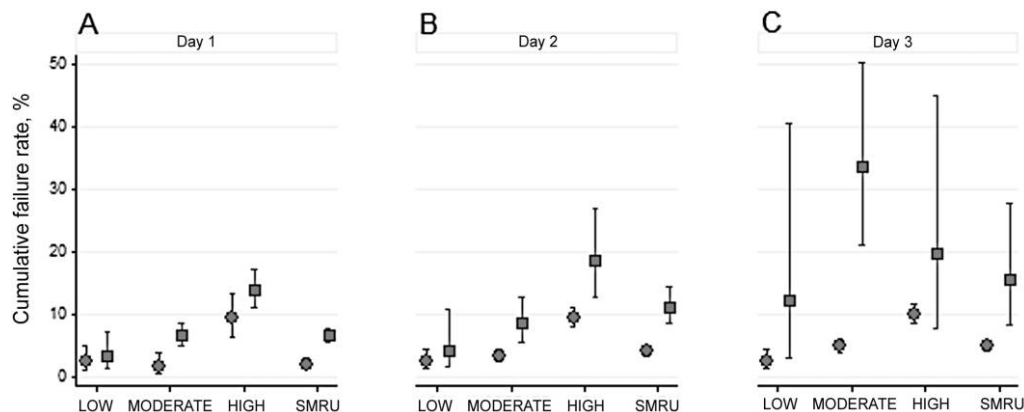 A
B
C
Day 1
Day 2
Day 3
Cumulative failure rate, %
50
40
30
20
10
0
LOW MODERATE HIGH SMRU
LOW MODERATE HIGH SMRU
LOW MODERATE HIGH SMRU